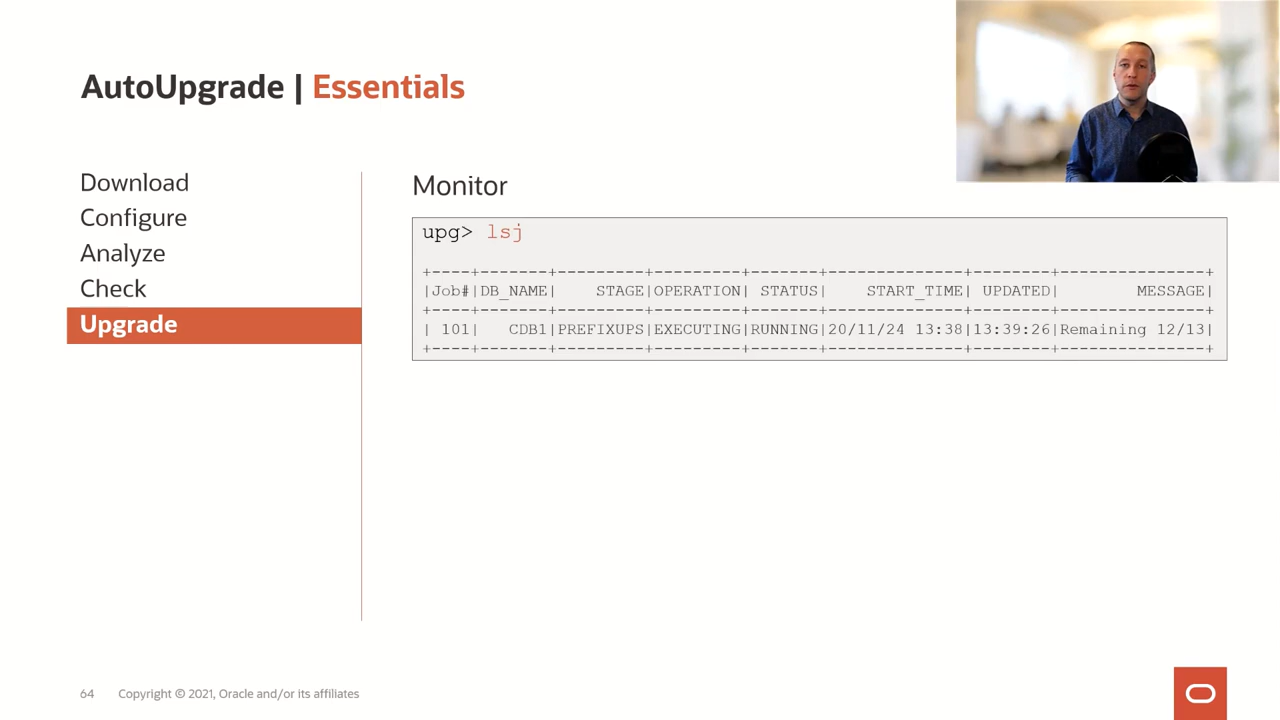 AutoUpgrade | Essentials
Download
Configure
Analyze
Check
Upgrade
Monitor
upg> lsj
+----+-------+---------+---------+-------+--------------+--------+---------------+
|Job#|DB_NAME|    STAGE|OPERATION| STATUS|    START_TIME| UPDATED|        MESSAGE|
+----+-------+---------+---------+-------+--------------+--------+---------------+
| 101|   CDB1|PREFIXUPS|EXECUTING|RUNNING|20/11/24 13:38|13:39:26|Remaining 12/13|
+----+-------+---------+---------+-------+--------------+--------+---------------+
64 Copyright © 2021, Oracle and/or its affiliates